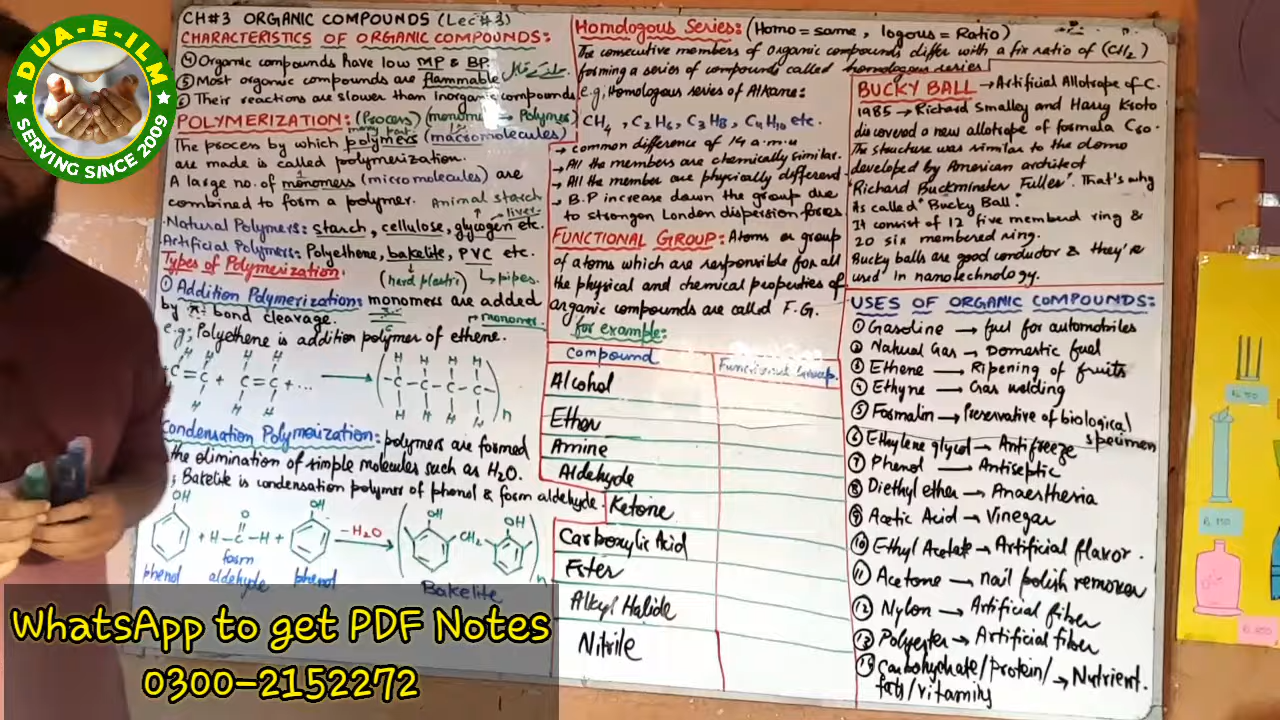 DUA-E-ILM
SERVING SINCE 2009
CH#3 ORGANIC COMPOUNDS (Lec#3)
CHARACTERISTICS OF ORGANIC COMPOUNDS:
④ Organic compounds have low MP & BP.
⑤ Most organic compounds are flammable
⑥ Their reactions are slower than inorganic compounds
POLYMERIZATION: (Process) (monomer → Polymer)
many part
The process by which polymers (macromolecules)
are made is called polymerization.
A large no. of monomers (micromolecules) are
combined to form a polymer. Animal starch
liver
Natural Polymers: starch, cellulose, glycogen etc.
Artificial Polymers: Polyethene, bakelite, PVC etc.
Types of Polymerization: (hard plastic) pipes.
① Addition Polymerization: monomers are added
by π-bond cleavage. monomer.
e.g; Polyethene is addition polymer of ethene.
H H H H H H H H
C=C + C=C +... → (-C-C-C-C-)n
H H H H H H H H
Condensation Polymerization: polymers are formed
the elimination of simple molecules such as H₂O.
; Bakelite is condensation polymer of phenol & form aldehyde.
OH O OH OH OH
+ H-C-H + -H₂O → CH₂ n
phenol form aldehyde phenol Bakelite
Homologous Series: (Homo = same, logous = Ratio)
The consecutive members of organic compounds differ with a fix ratio of (CH₂)
forming a series of compounds called homologous series
e.g; Homologous series of Alkane:
CH₄, C₂H₆, C₃H₈, C₄H₁₀ etc.
→ common difference of 14 a.m.u
→ All the members are chemically similar.
→ All the member are physically different
→ B.P increase down the group due
to stronger London dispersion forces
FUNCTIONAL GROUP: Atoms or group
of atoms which are responsible for all
the physical and chemical properties of
organic compounds are called F.G.
for example:
Compound Functional Group.
Alcohol
Ether
Amine
Aldehyde
Ketone
Carboxylic Acid
Ester
Alkyl Halide
Nitrile
BUCKY BALL → Artificial Allotrope of C.
1985 → Richard Smalley and Harry Kroto
discovered a new allotrope of formula C₆₀.
The structure was similar to the domo
developed by American architect
"Richard Buckminster Fuller". That's why
its called "Bucky Ball".
It consist of 12 five memberd ring &
20 six membered ring.
Bucky balls are good conductor & they're
used in nanotechnology.
USES OF ORGANIC COMPOUNDS:
① Gasoline → fuel for automobiles
② Natural Gas → Domestic fuel
③ Ethene → Ripening of fruits
④ Ethyne → Gas welding
⑤ Formalin → Preservative of biological specimen
⑥ Ethylene glycol → Antifreeze
⑦ Phenol → Antiseptic
⑧ Diethyl ether → Anaesthesia
⑨ Acetic Acid → Vinegar
⑩ Ethyl Acetate → Artificial flavor.
⑪ Acetone → nail polish remover
⑫ Nylon → Artificial fiber
⑬ Polyester → Artificial fiber
Carbohydrate/Protein/ → Nutrient.
fats/vitamins
WhatsApp to get PDF Notes
0300-2152272